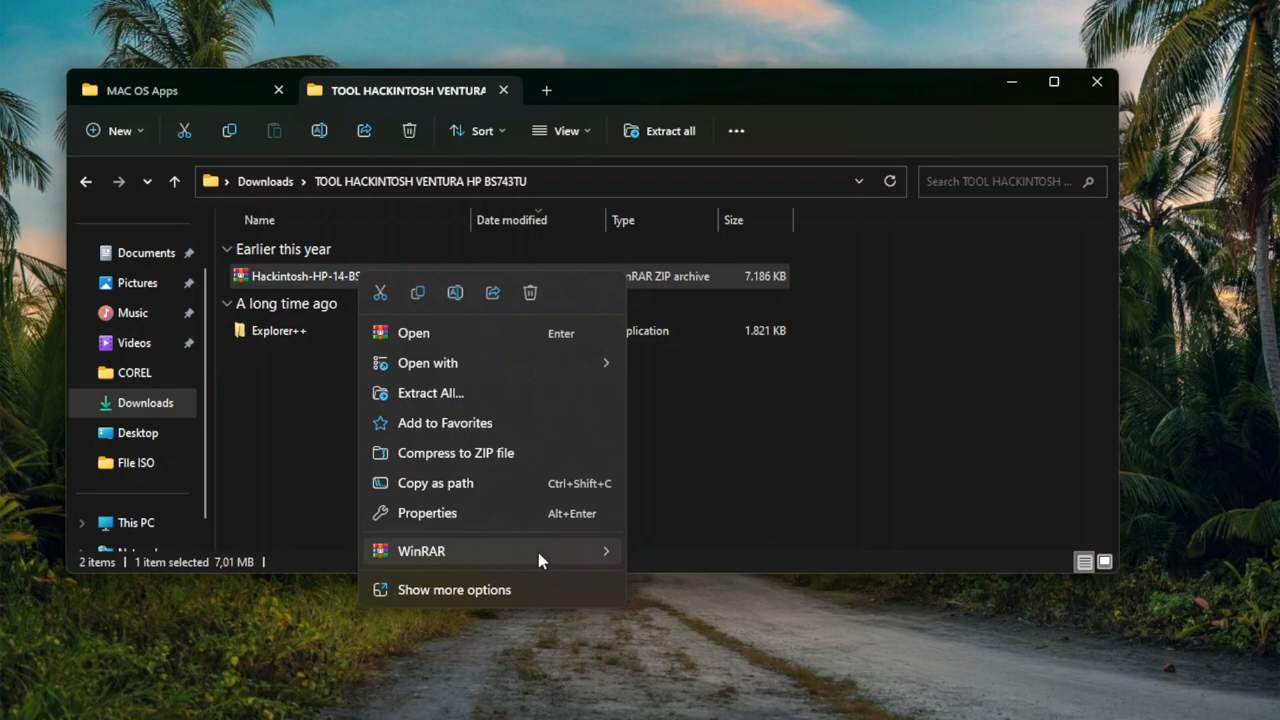 MAC OS Apps
TOOL HACKINTOSH VENTURA
New
Sort
View
Extract all
Downloads
TOOL HACKINTOSH VENTURA HP BS743TU
Search TOOL HACKINTOSH ...
Name
Date modified
Type
Size
Documents
Pictures
Music
Videos
COREL
Downloads
Desktop
FIle ISO
This PC
Earlier this year
Hackintosh-HP-14-BS
nRAR ZIP archive
7.186 KB
A long time ago
Explorer++
plication
1.821 KB
Open
Enter
Open with
Extract All...
Add to Favorites
Compress to ZIP file
Copy as path
Ctrl+Shift+C
Properties
Alt+Enter
WinRAR
Show more options
2 items
1 item selected 7,01 MB